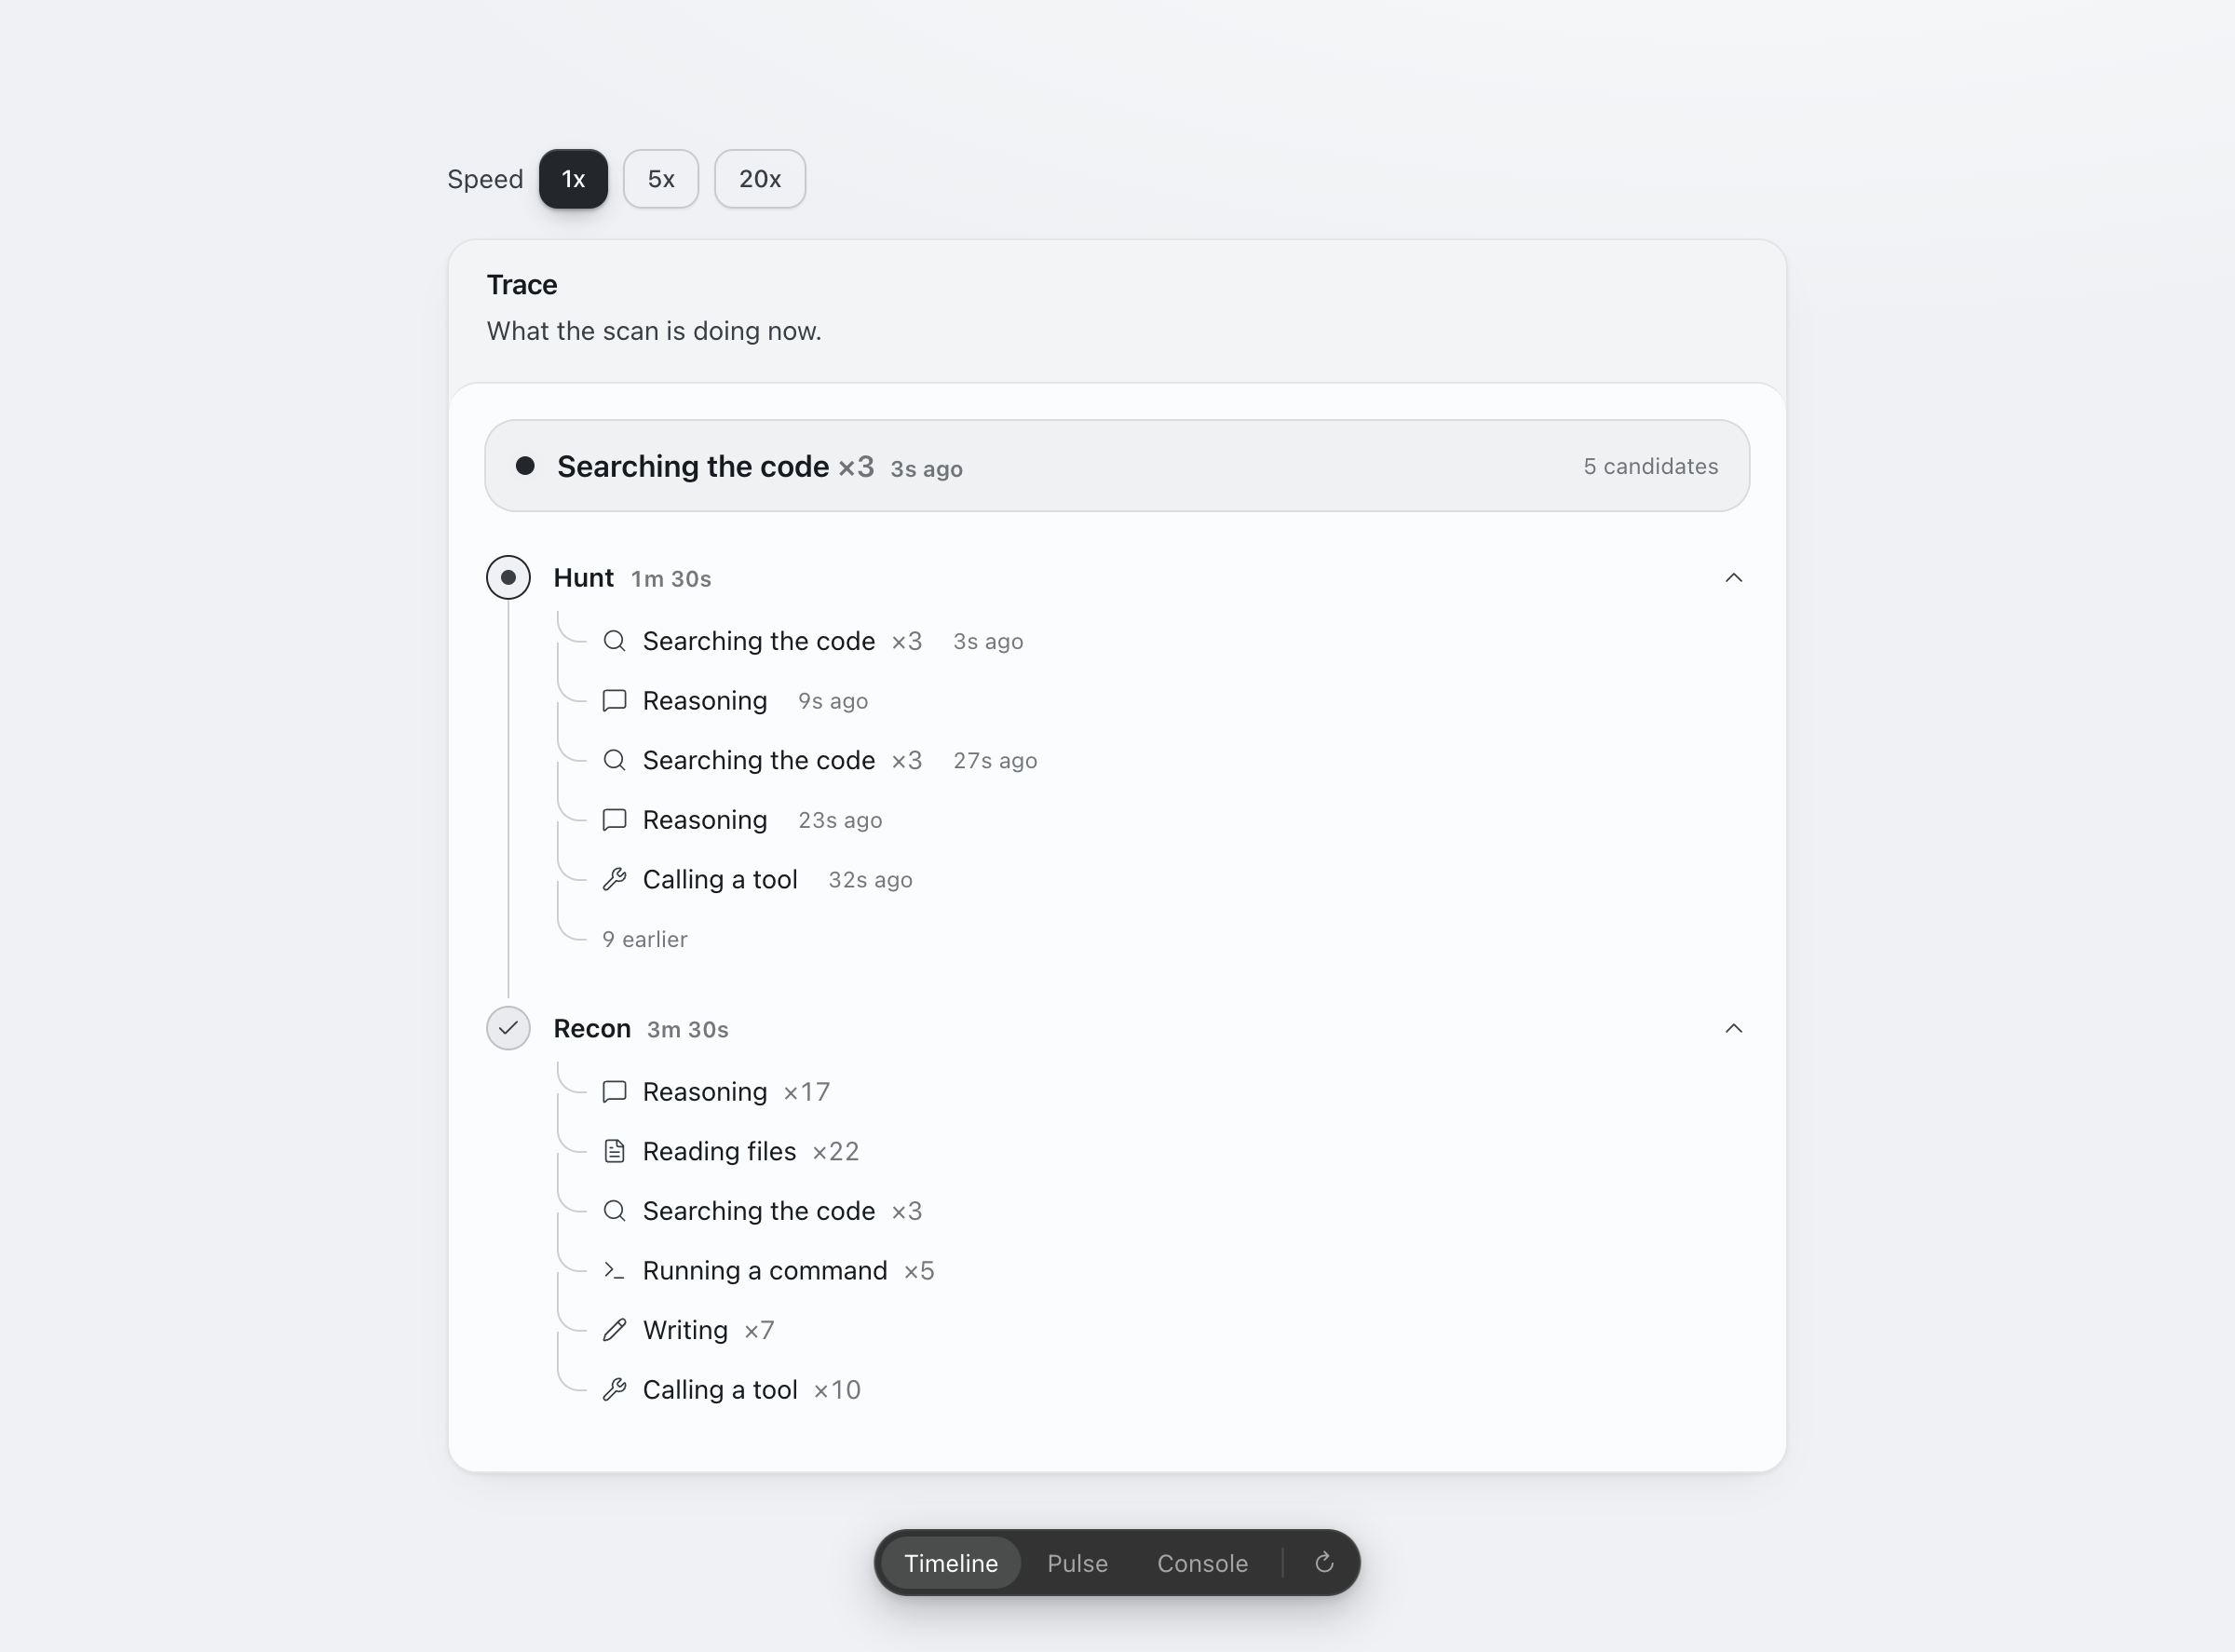 Speed 1x 5x 20x
Trace
What the scan is doing now.
Searching the code ×3 3s ago 5 candidates
Hunt 1m 30s
Searching the code ×3 3s ago
Reasoning 9s ago
Searching the code ×3 27s ago
Reasoning 23s ago
Calling a tool 32s ago
9 earlier
Recon 3m 30s
Reasoning ×17
Reading files ×22
Searching the code ×3
Running a command ×5
Writing ×7
Calling a tool ×10
Timeline Pulse Console